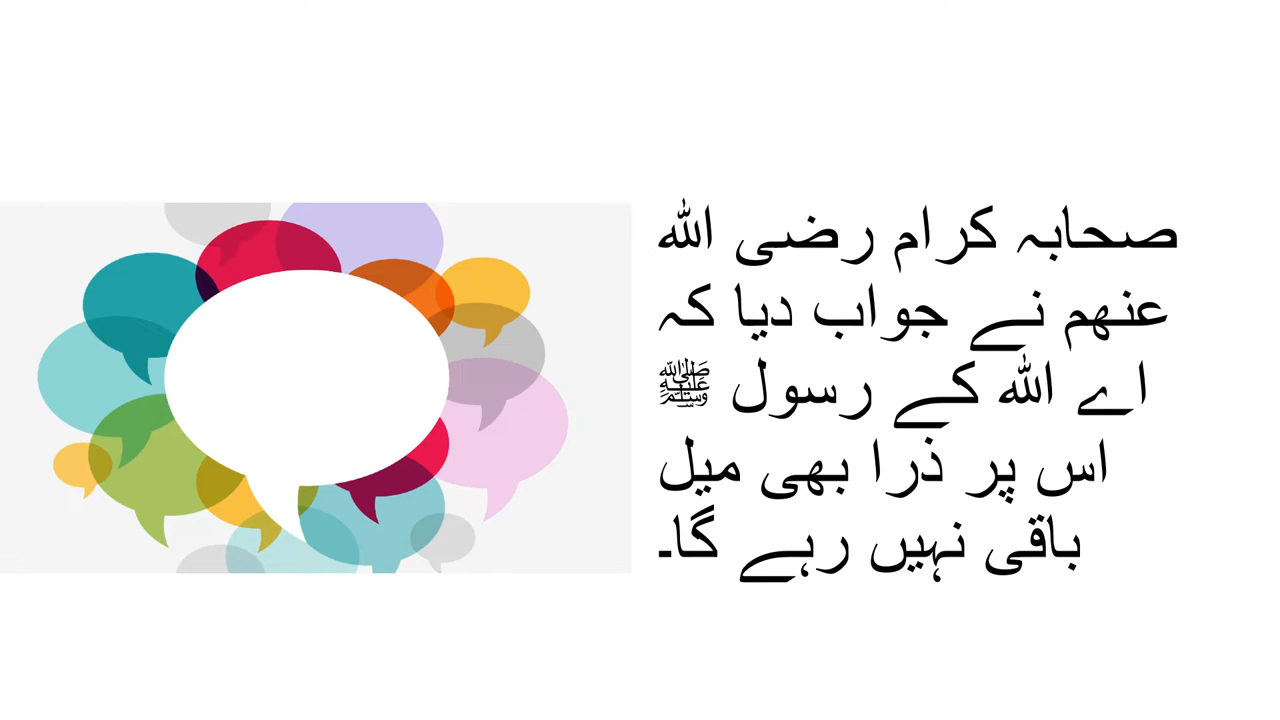 صحابہ کرام رضی اللہ
عنھم نے جواب دیا کہ
اے اللہ کے رسول ﷺ
اس پر ذرا بھی میل
باقی نہیں رہے گا۔